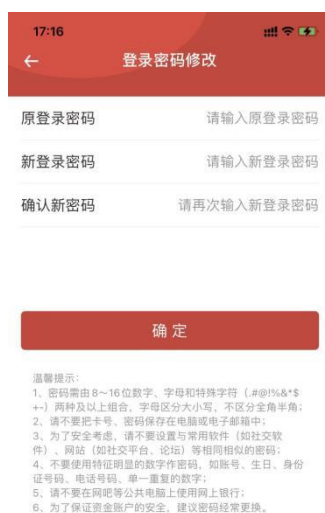 17:16
登录密码修改
原登录密码 请输入原登录密码
新登录密码 请输入新登录密码
确认新密码 请再次输入新登录密码
确定
温馨提示：
1、密码需由8～16位数字、字母和特殊字符（.#@!%&*$
+-）两种及以上组合，字母区分大小写，不区分全角半角；
2、请不要把卡号、密码保存在电脑或电子邮箱中；
3、为了安全考虑，请不要设置与常用软件（如社交软
件）、网站（如社交平台、论坛）等相同相似的密码；
4、不要使用特征明显的数字作密码，如账号、生日、身份
证号码、电话号码、单一重复的数字；
5、请不要在网吧等公共电脑上使用网上银行；
6、为了保证资金账户的安全，建议密码经常更换。